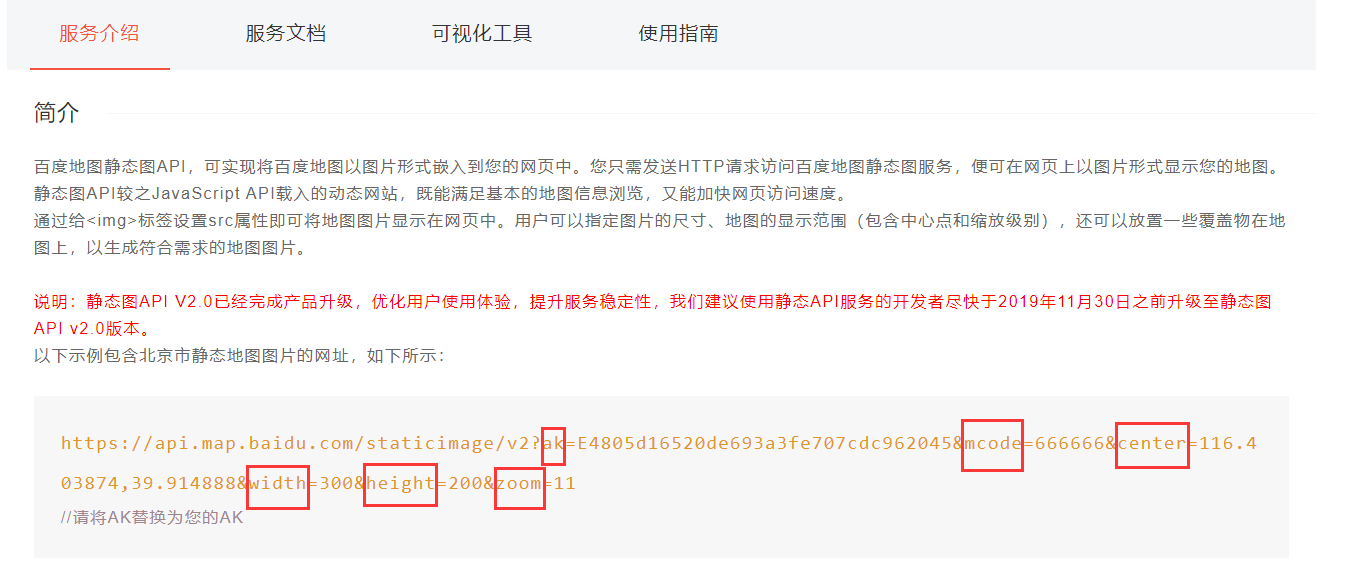 服务介绍 服务文档 可视化工具 使用指南
简介
百度地图静态图API，可实现将百度地图以图片形式嵌入到您的网页中。您只需发送HTTP请求访问百度地图静态图服务，便可在网页上以图片形式显示您的地图。
静态图API较之JavaScript API载入的动态网站，既能满足基本的地图信息浏览，又能加快网页访问速度。
通过给<img>标签设置src属性即可将地图图片显示在网页中。用户可以指定图片的尺寸、地图的显示范围（包含中心点和缩放级别），还可以放置一些覆盖物在地
图上，以生成符合需求的地图图片。
说明：静态图API V2.0已经完成产品升级，优化用户使用体验，提升服务稳定性，我们建议使用静态API服务的开发者尽快于2019年11月30日之前升级至静态图
API v2.0版本。
以下示例包含北京市静态地图图片的网址，如下所示：
https://api.map.baidu.com/staticimage/v2?ak=E4805d16520de693a3fe707cdc962045&mcode=666666&center=116.4
03874,39.914888&width=300&height=200&zoom=11
//请将AK替换为您的AK